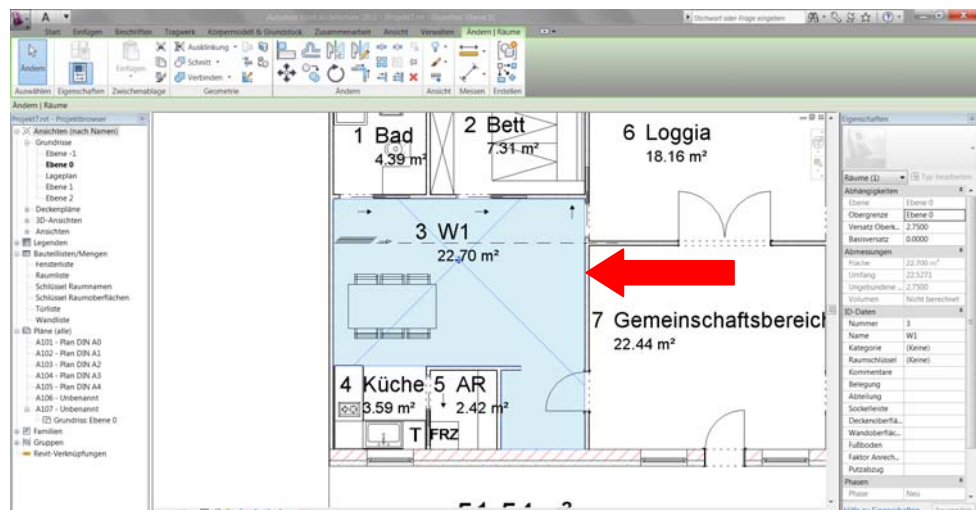 Autodesk Revit Architecture 2012 - [Projekt7.rvt - Grundriss: Ebene 0]
Stichwort oder Frage eingeben
Start Einfügen Beschriften Tragwerk Körpermodell & Grundstück Zusammenarbeit Ansicht Verwalten Ändern | Räume
Ändern
Einfügen
Ausklinkung
Schnitt
Verbinden
Auswählen Eigenschaften Zwischenablage Geometrie Ändern Ansicht Messen Erstellen
Ändern | Räume
Projekt7.rvt - Projektbrowser
Ansichten (nach Namen)
Grundrisse
Ebene -1
Ebene 0
Lageplan
Ebene 1
Ebene 2
Deckenpläne
3D-Ansichten
Ansichten
Legenden
Bauteillisten/Mengen
Fensterliste
Raumliste
Schlüssel Raumnamen
Schlüssel Raumoberflächen
Türliste
Wandliste
Pläne (alle)
A101 - Plan DIN A0
A102 - Plan DIN A1
A103 - Plan DIN A2
A104 - Plan DIN A3
A105 - Plan DIN A4
A106 - Unbenannt
A107 - Unbenannt
Grundriss: Ebene 0
Familien
Gruppen
Revit-Verknüpfungen
1 Bad
4.39 m²
2 Bett
7.31 m²
6 Loggia
18.16 m²
3 W1
22.70 m²
7 Gemeinschaftsbereich
22.44 m²
4 Küche
3.59 m²
5 AR
2.42 m²
T
FRZ
Eigenschaften
Räume (1) Typ bearbeiten
Abhängigkeiten
Ebene Ebene 0
Obergrenze Ebene 0
Versatz Oberk... 2.7500
Basisversatz 0.0000
Abmessungen
Fläche 22.700 m²
Umfang 22.5271
Ungebundene ... 2.7500
Volumen Nicht berechnet
ID-Daten
Nummer 3
Name W1
Kategorie (Keine)
Raumschlüssel (Keine)
Kommentare
Belegung
Abteilung
Sockelleiste
Deckenoberflä...
Wandoberfläc...
Fußboden
Faktor Anrech...
Putzabzug
Phasen
Phase Neu